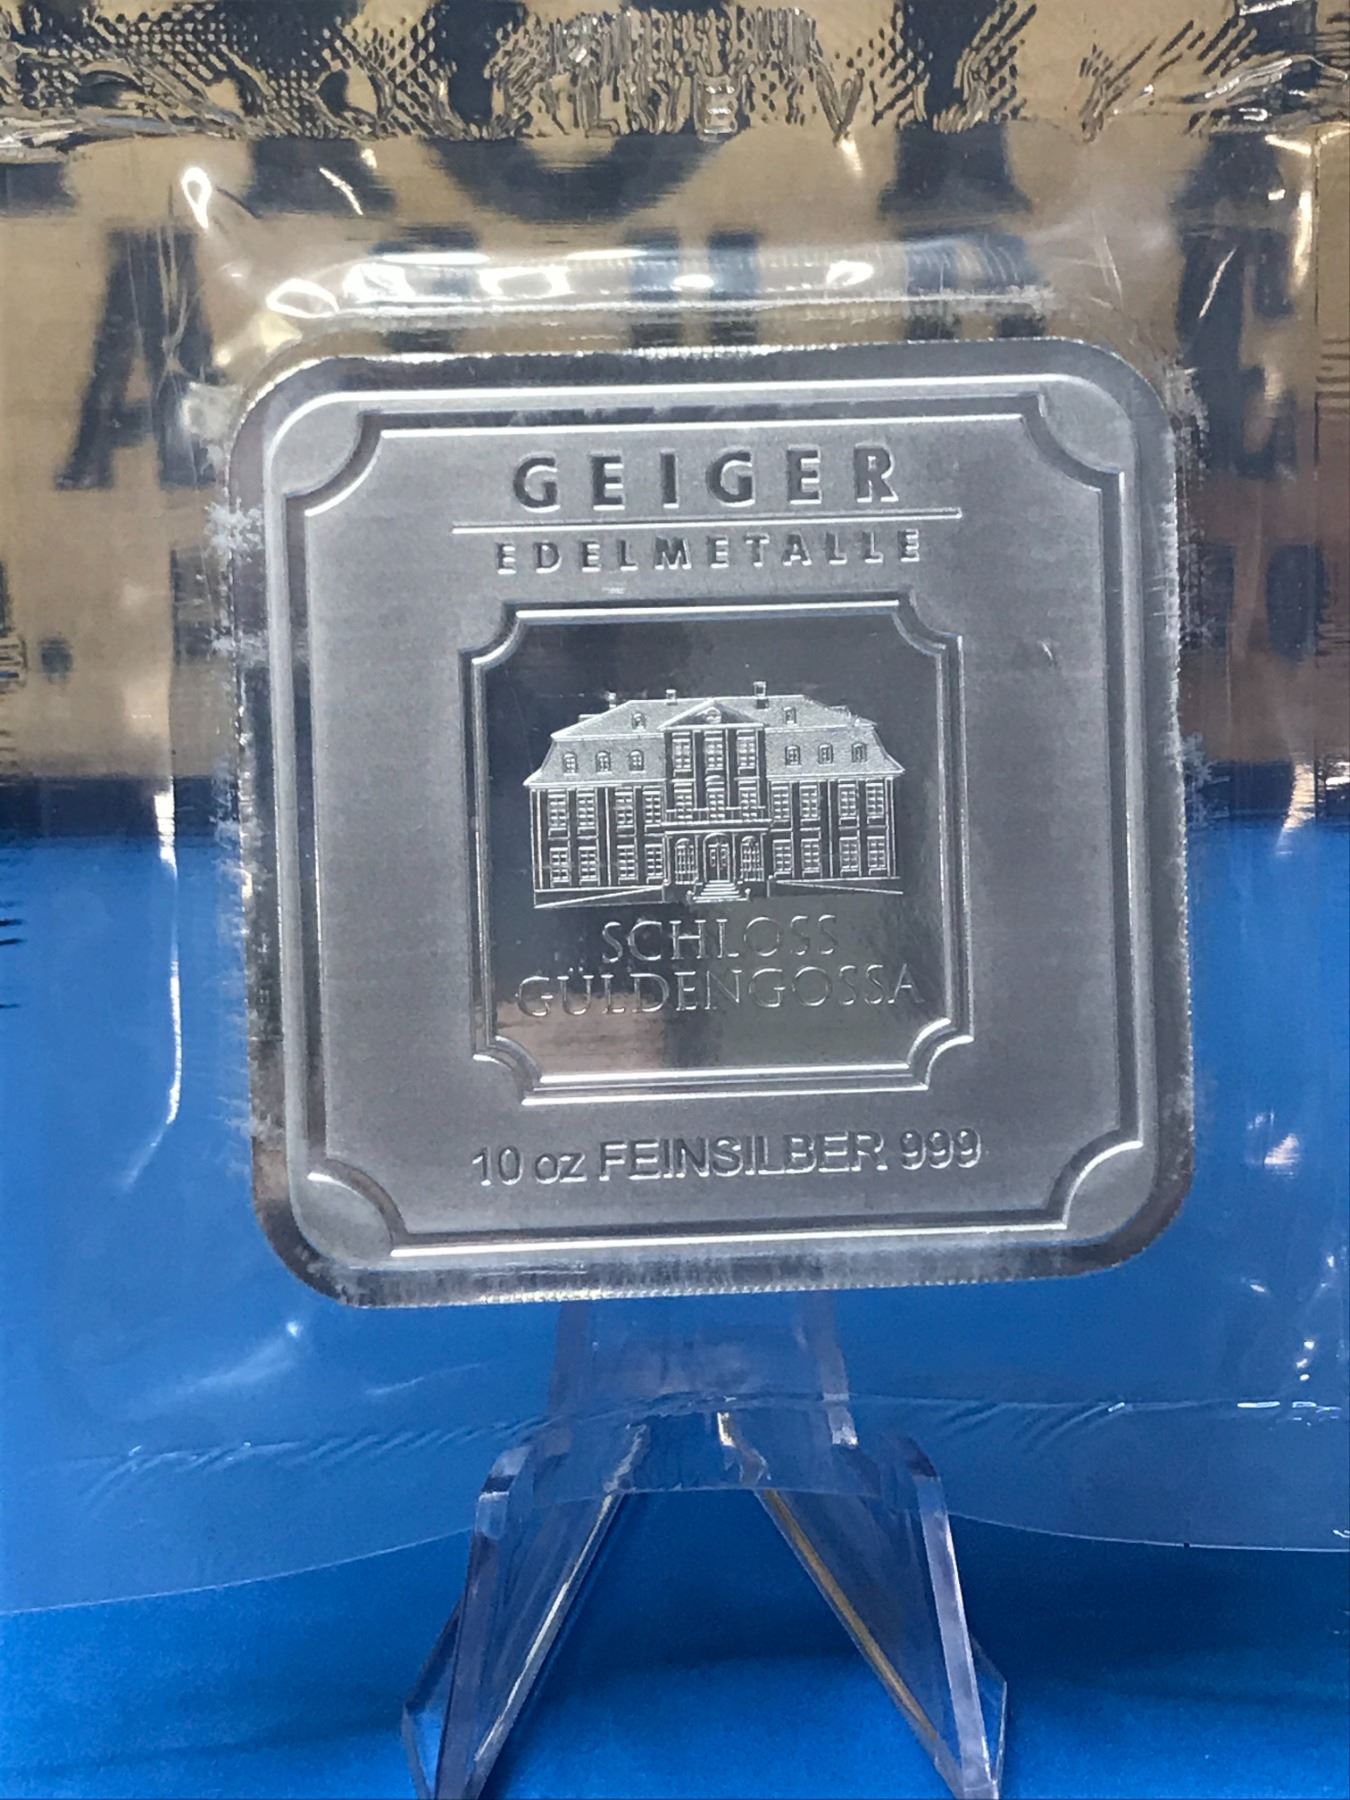 GEIGER
EDELMETALLE
SCHLOSS
GÜLDENGOSSA
10 oz FEINSILBER 999